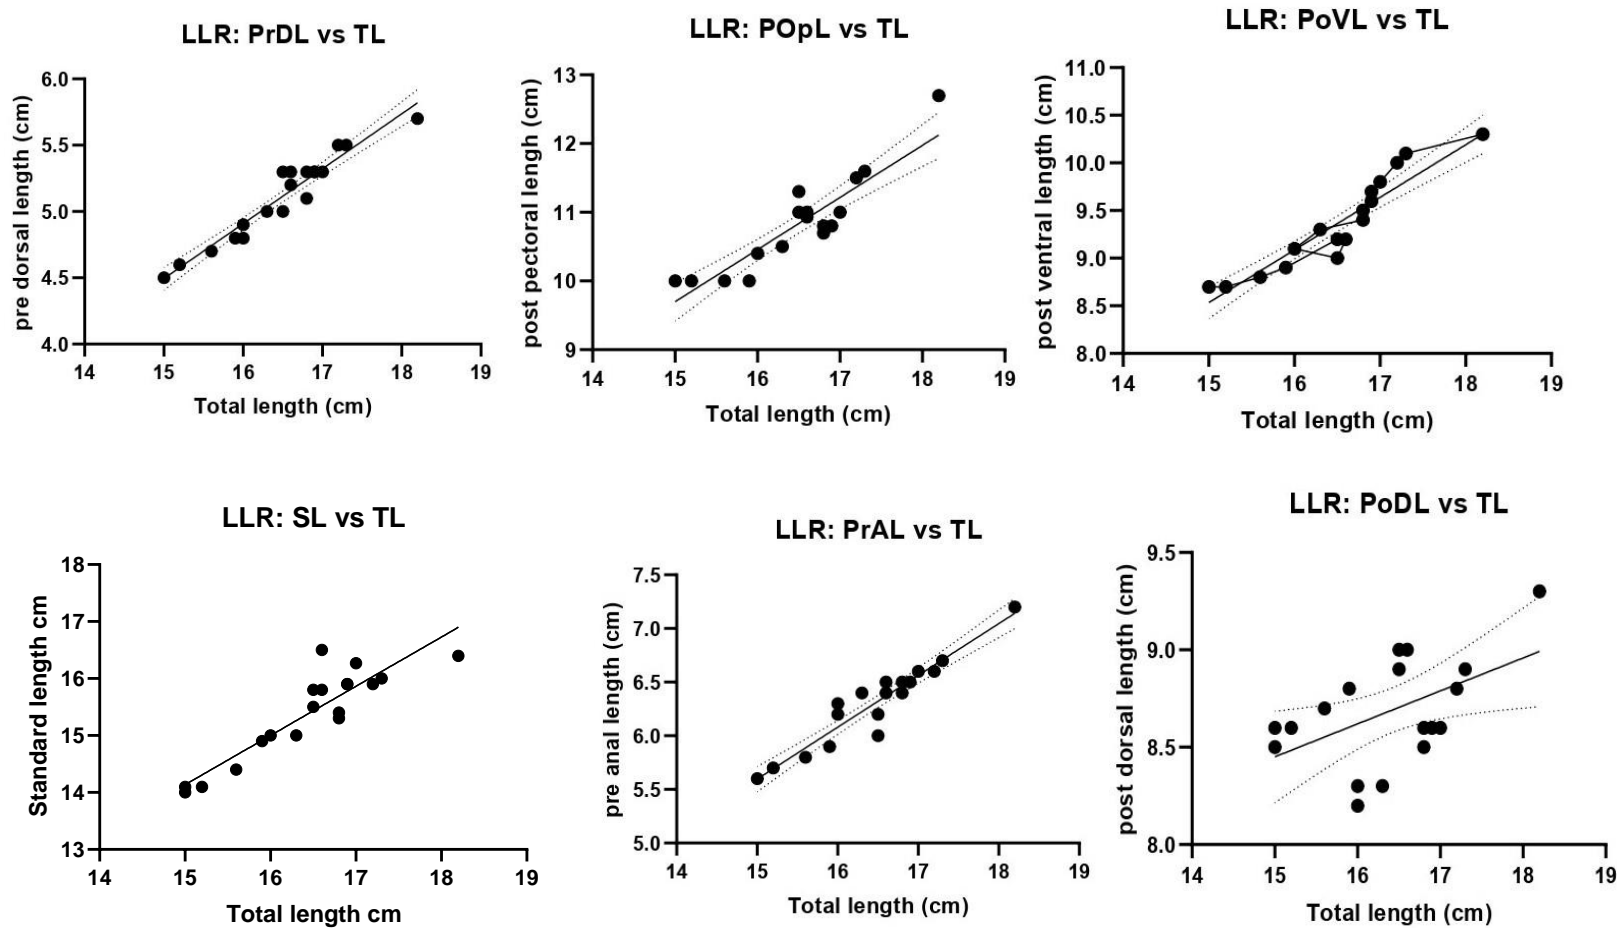 LLR: PrDL vs TL
6.0
5.5
5.0
4.5
4.0
pre dorsal length (cm)
14 15 16 17 18 19
Total length (cm)
LLR: POpL vs TL
13
12
11
10
9
post pectoral lengh (cm)
14 15 16 17 18 19
Total length (cm)
LLR: PoVL vs TL
11.0
10.5
10.0
9.5
9.0
8.5
8.0
post ventral length (cm)
14 15 16 17 18 19
Total length (cm)
LLR: SL vs TL
18
17
16
15
14
13
Standard length cm
14 15 16 17 18 19
Total length cm
LLR: PrAL vs TL
7.5
7.0
6.5
6.0
5.5
5.0
pre anal length (cm)
14 15 16 17 18 19
Total length (cm)
LLR: PoDL vs TL
9.5
9.0
8.5
8.0
post dorsal length (cm)
14 15 16 17 18 19
Total length (cm)